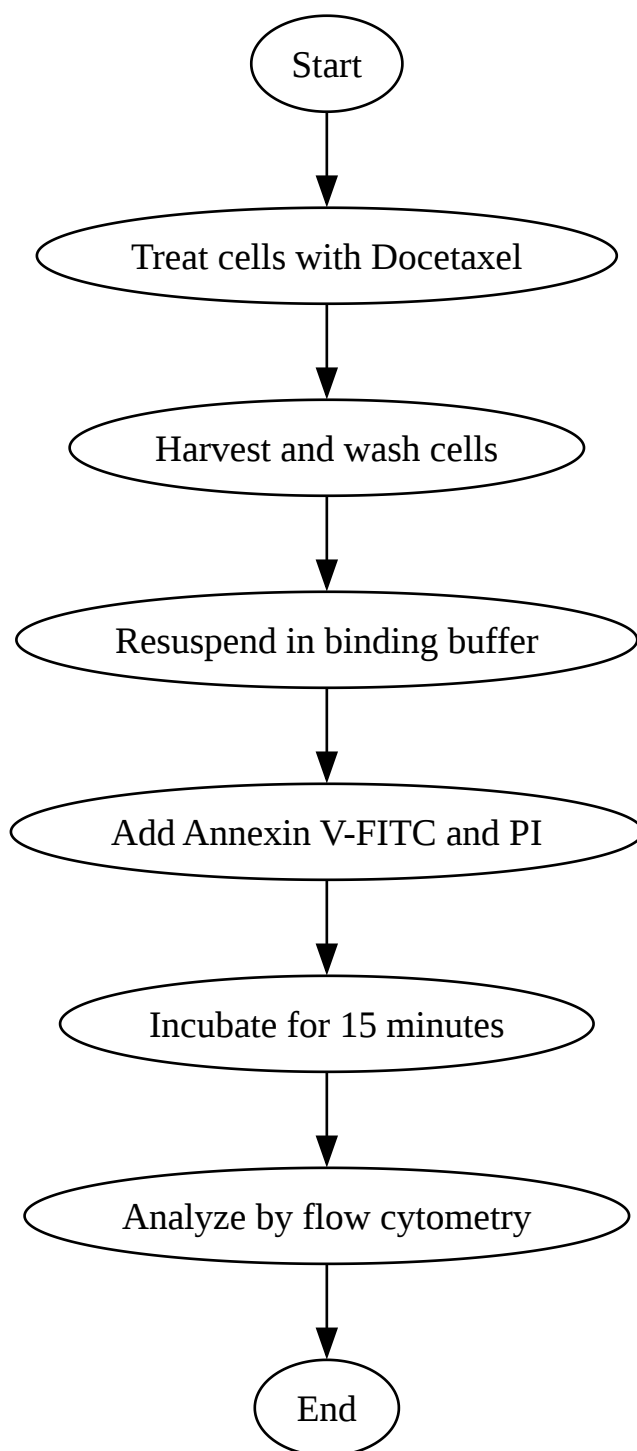 Start
Treat cells with Docetaxel
Harvest and wash cells
Resuspend in binding buffer
Add Annexin V-FITC and PI
Incubate for 15 minutes
Analyze by flow cytometry
End